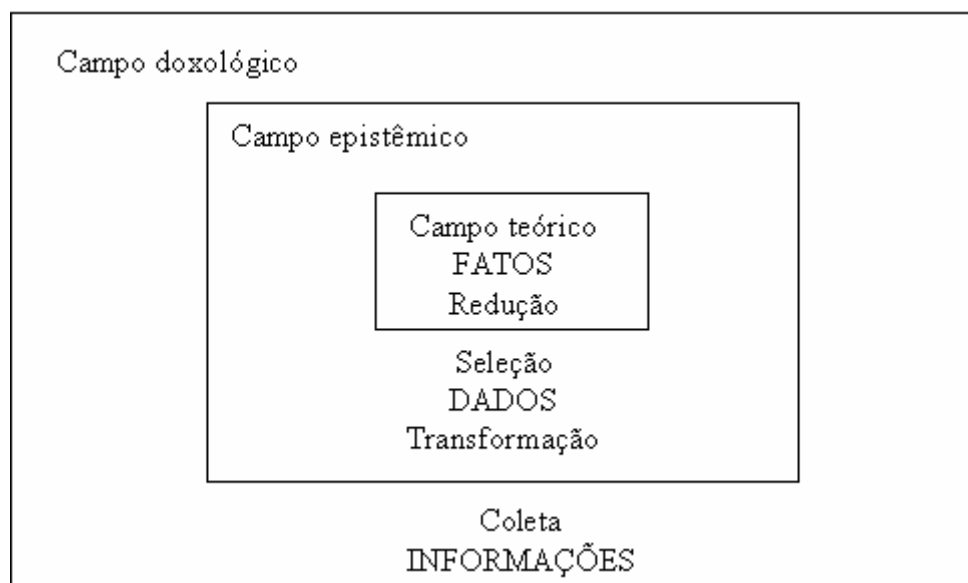 Campo doxológico
Campo epistêmico
Campo teórico
FATOS
Redução
Seleção
DADOS
Transformação
Coleta
INFORMAÇÕES